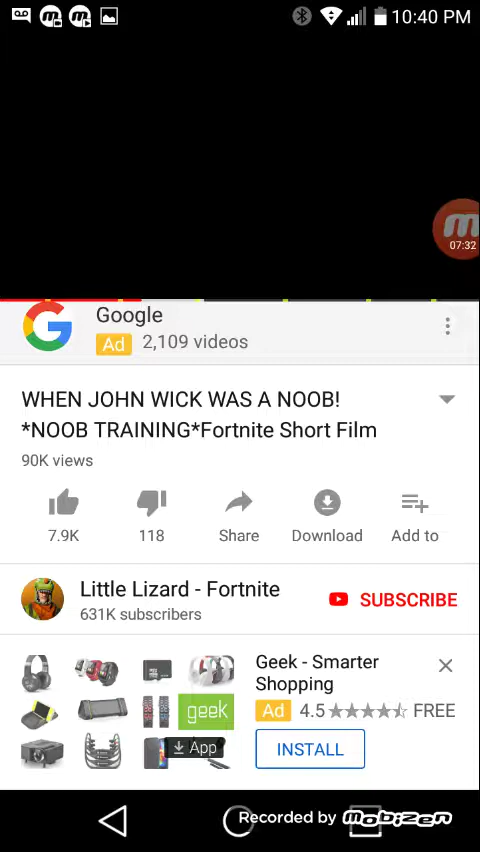 10:40 PM
07:32
Google
Ad 2,109 videos
WHEN JOHN WICK WAS A NOOB!
*NOOB TRAINING*Fortnite Short Film
90K views
7.9K 118 Share Download Add to
Little Lizard - Fortnite
631K subscribers
SUBSCRIBE
Geek - Smarter
Shopping
Ad 4.5 FREE
geek
App
INSTALL
Recorded by Mobizen